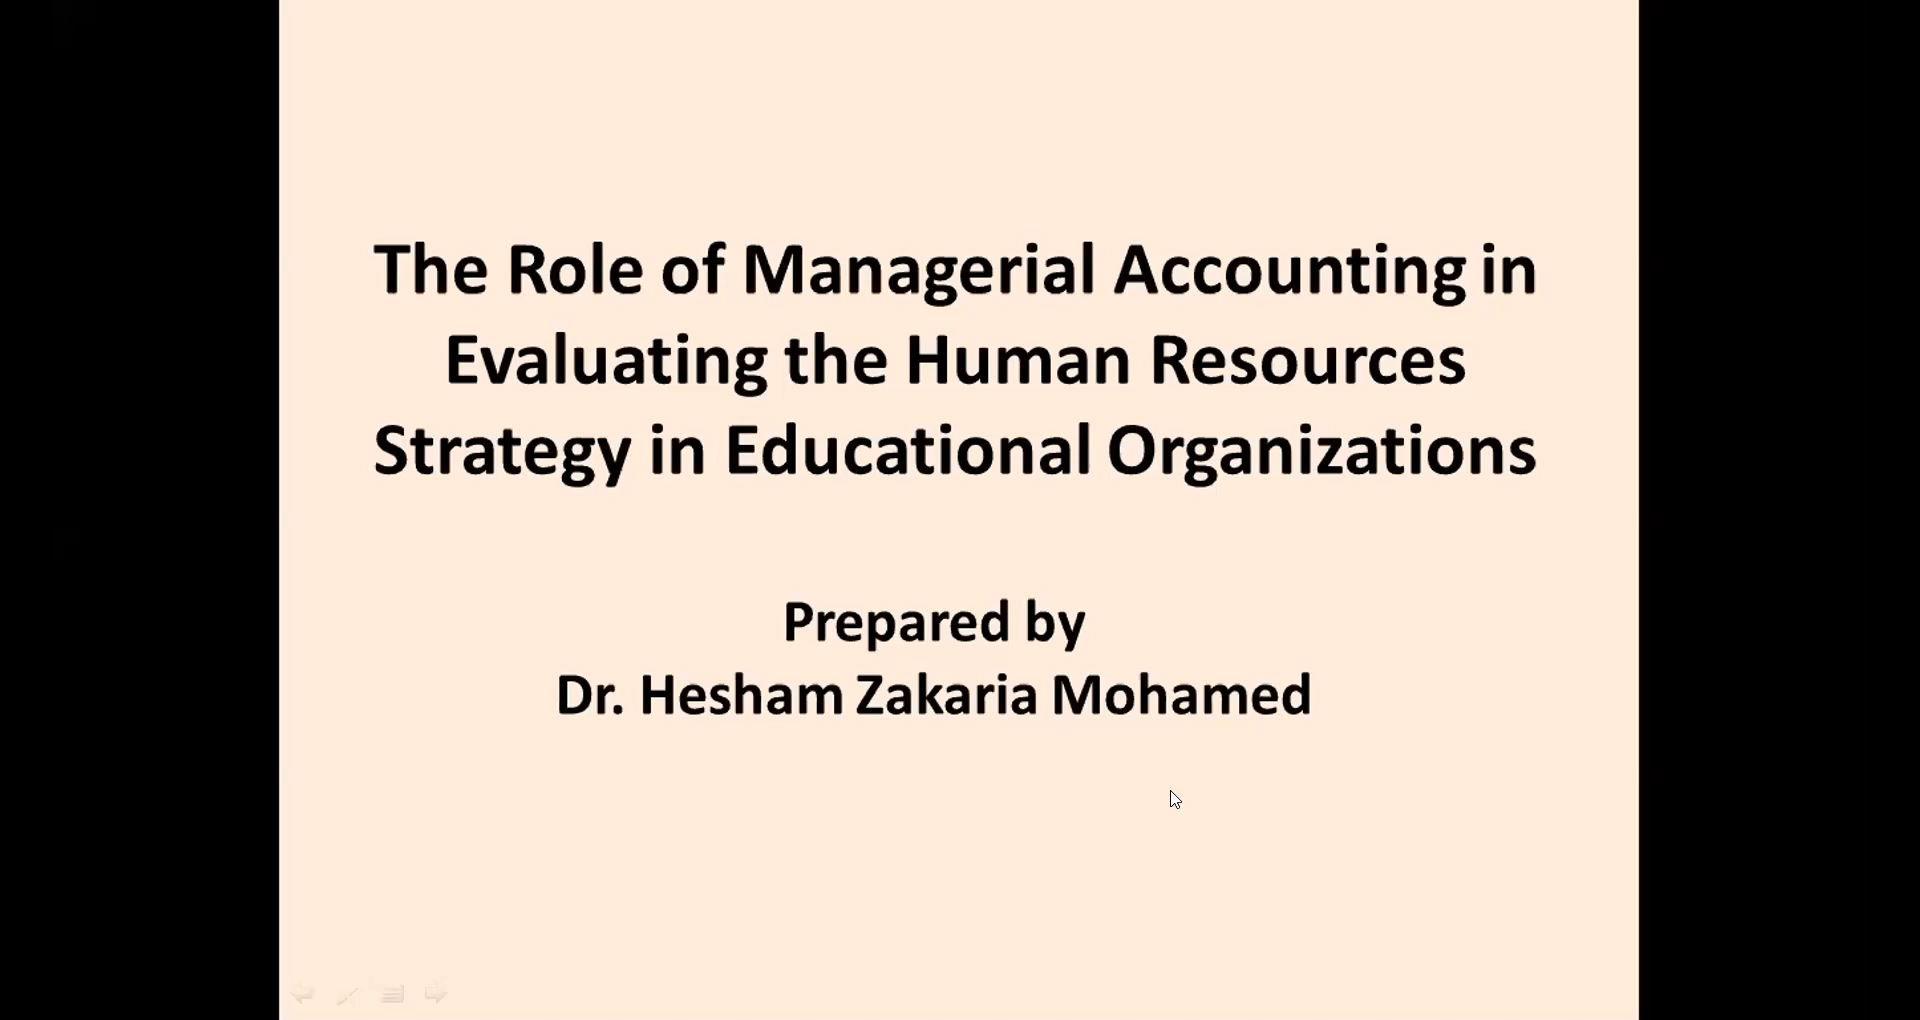 The Role of Managerial Accounting in
Evaluating the Human Resources
Strategy in Educational Organizations
Prepared by
Dr. Hesham Zakaria Mohamed